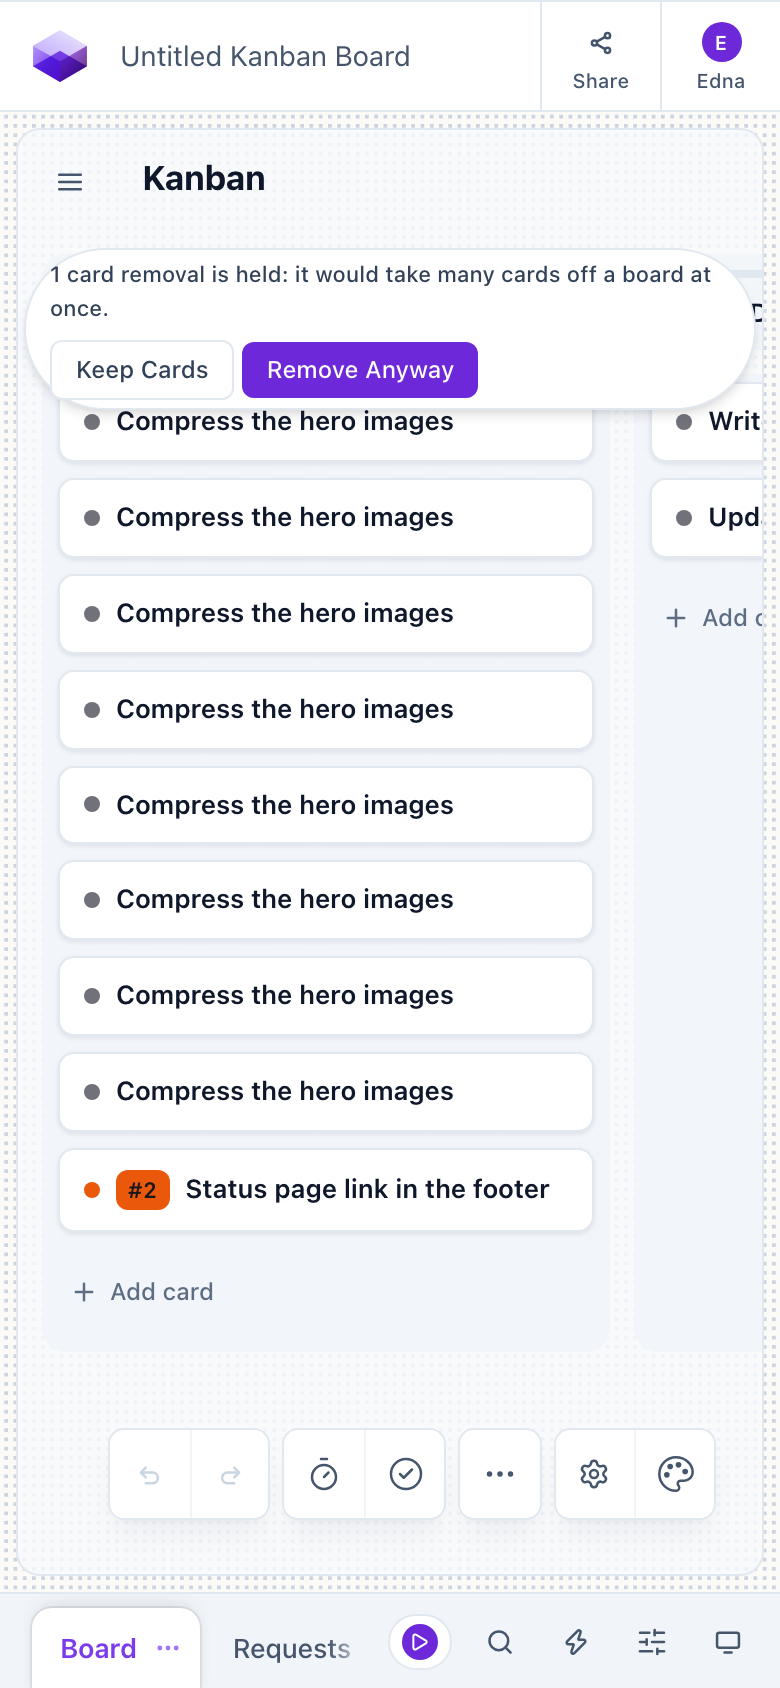 Untitled Kanban Board
Share
E
Edna
Kanban
1 card removal is held: it would take many cards off a board at
once.
Keep Cards
Remove Anyway
Compress the hero images
Compress the hero images
Compress the hero images
Compress the hero images
Compress the hero images
Compress the hero images
Compress the hero images
Compress the hero images
#2 Status page link in the footer
Add card
Writ
Upd
Add
Board
Requests